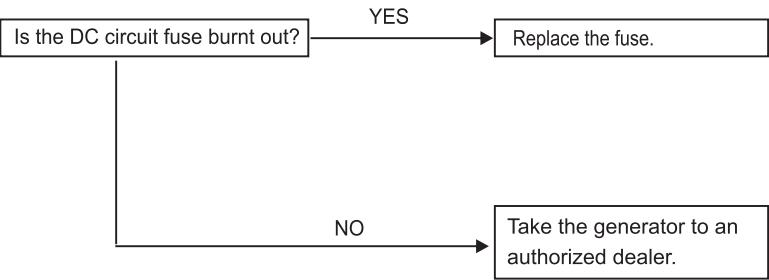 YES
Is the DC circuit fuse burnt out?
Replace the fuse.
NO
Take the generator to an
authorized dealer.